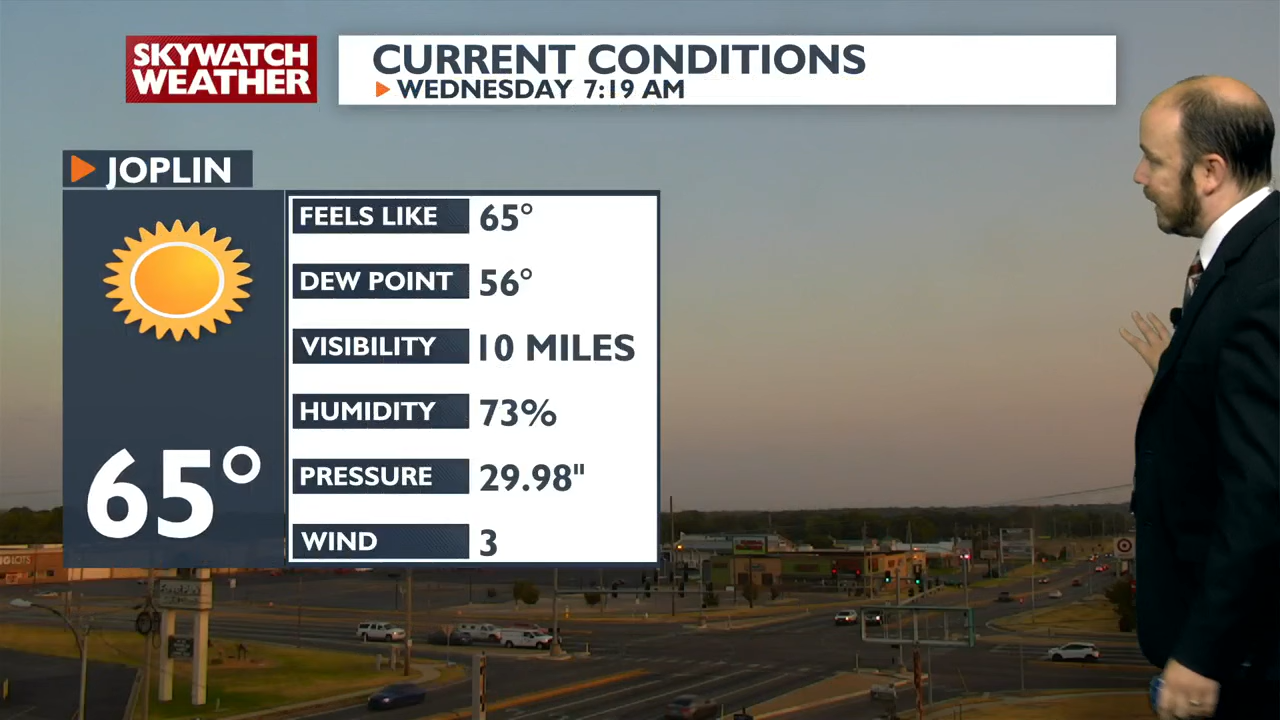 SKYWATCH
WEATHER
CURRENT CONDITIONS
WEDNESDAY 7:19 AM
JOPLIN
65°
FEELS LIKE 65°
DEW POINT 56°
VISIBILITY 10 MILES
HUMIDITY 73%
PRESSURE 29.98"
WIND 3